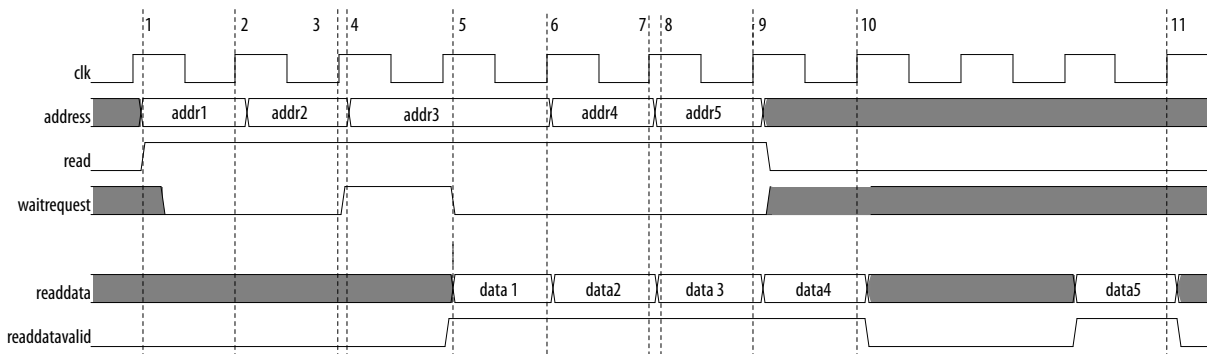 1 2 3 4 5 6 7 8 9 10 11
clk
address addr1 addr2 addr3 addr4 addr5
read
waitrequest
readdata data 1 data2 data 3 data4 data5
readdatavalid